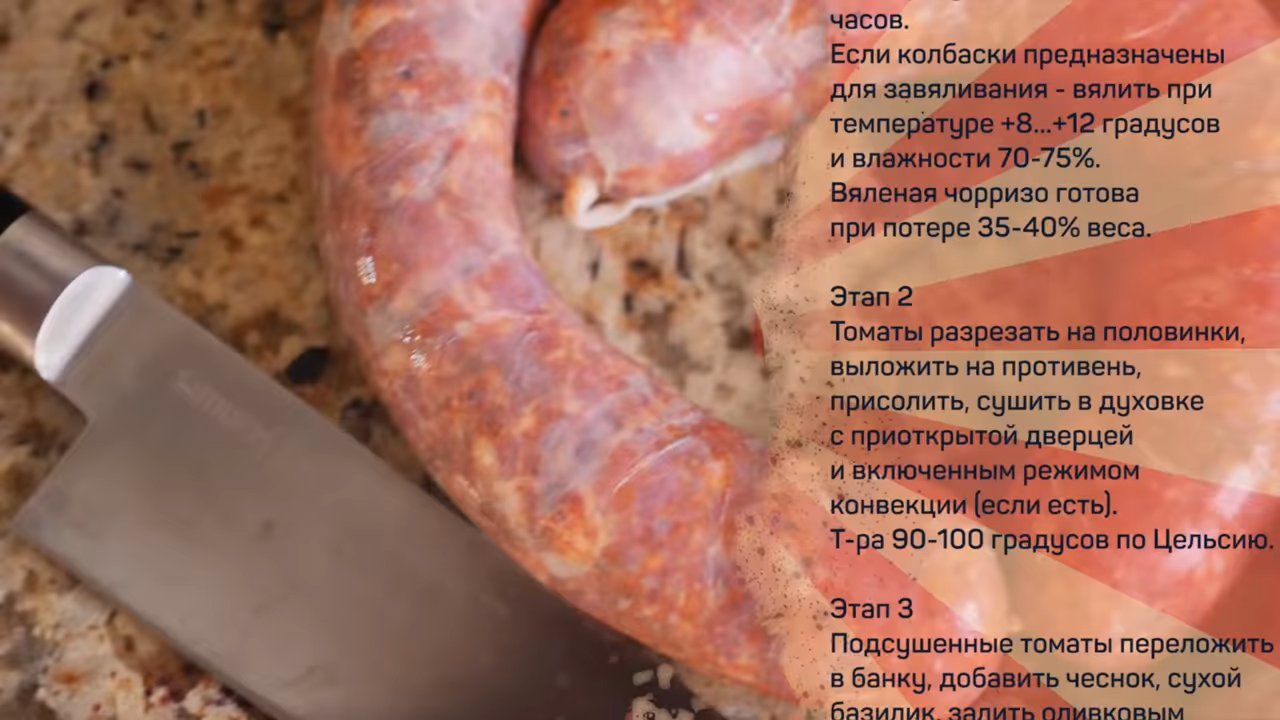 часов.
Если колбаски предназначены
для завяливания - вялить при
температуре +8...+12 градусов
и влажности 70-75%.
Вяленая чорризо готова
при потере 35-40% веса.
Этап 2
Томаты разрезать на половинки,
выложить на противень,
присолить, сушить в духовке
с приоткрытой дверцей
и включенным режимом
конвекции (если есть).
Т-ра 90-100 градусов по Цельсию.
Этап 3
Подсушенные томаты переложить
в банку, добавить чеснок, сухой
базилик, залить оливковым